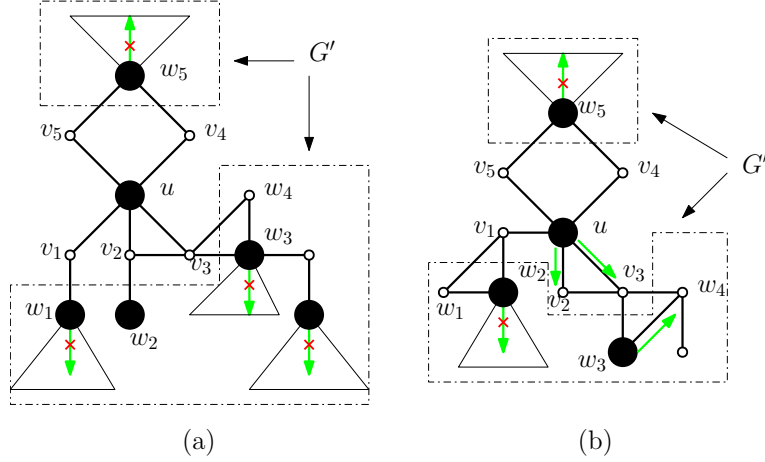 w₅
G′
v₅
v₄
u
w₄
v₁
v₂
v₃
w₃
w₁
w₂
(a)
w₅
G′
v₅
v₄
u
v₁
w₂
v₃
w₁
v₂
w₄
w₃
(b)